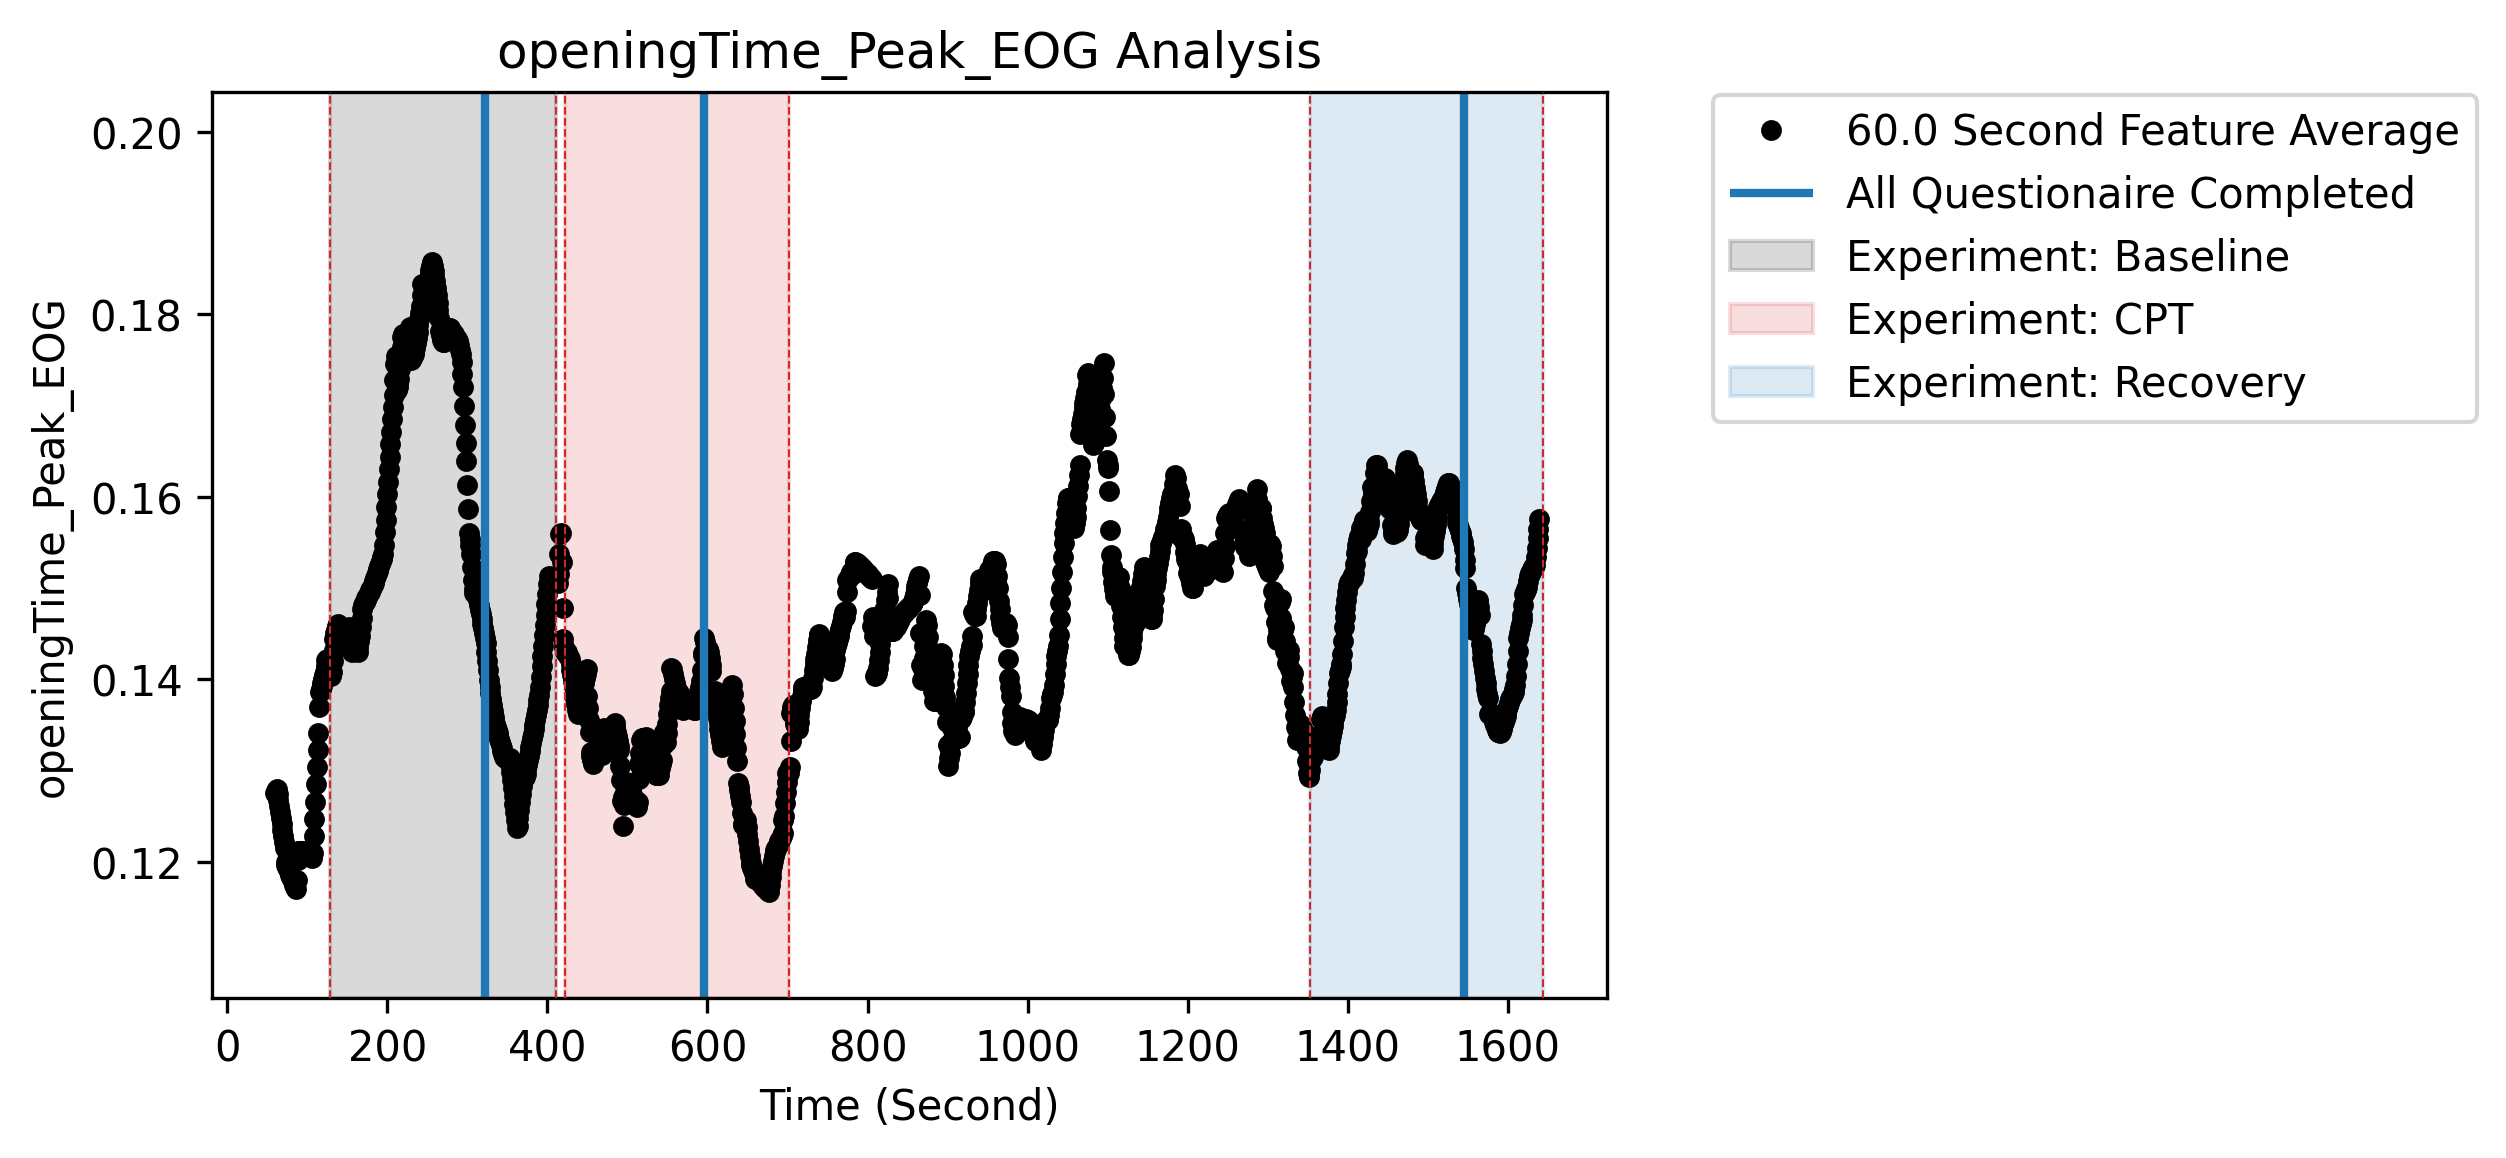 openingTime_Peak_EOG Analysis
openingTime_Peak_EOG
0.20
0.18
0.16
0.14
0.12
0 200 400 600 800 1000 1200 1400 1600
Time (Second)
60.0 Second Feature Average
All Questionaire Completed
Experiment: Baseline
Experiment: CPT
Experiment: Recovery